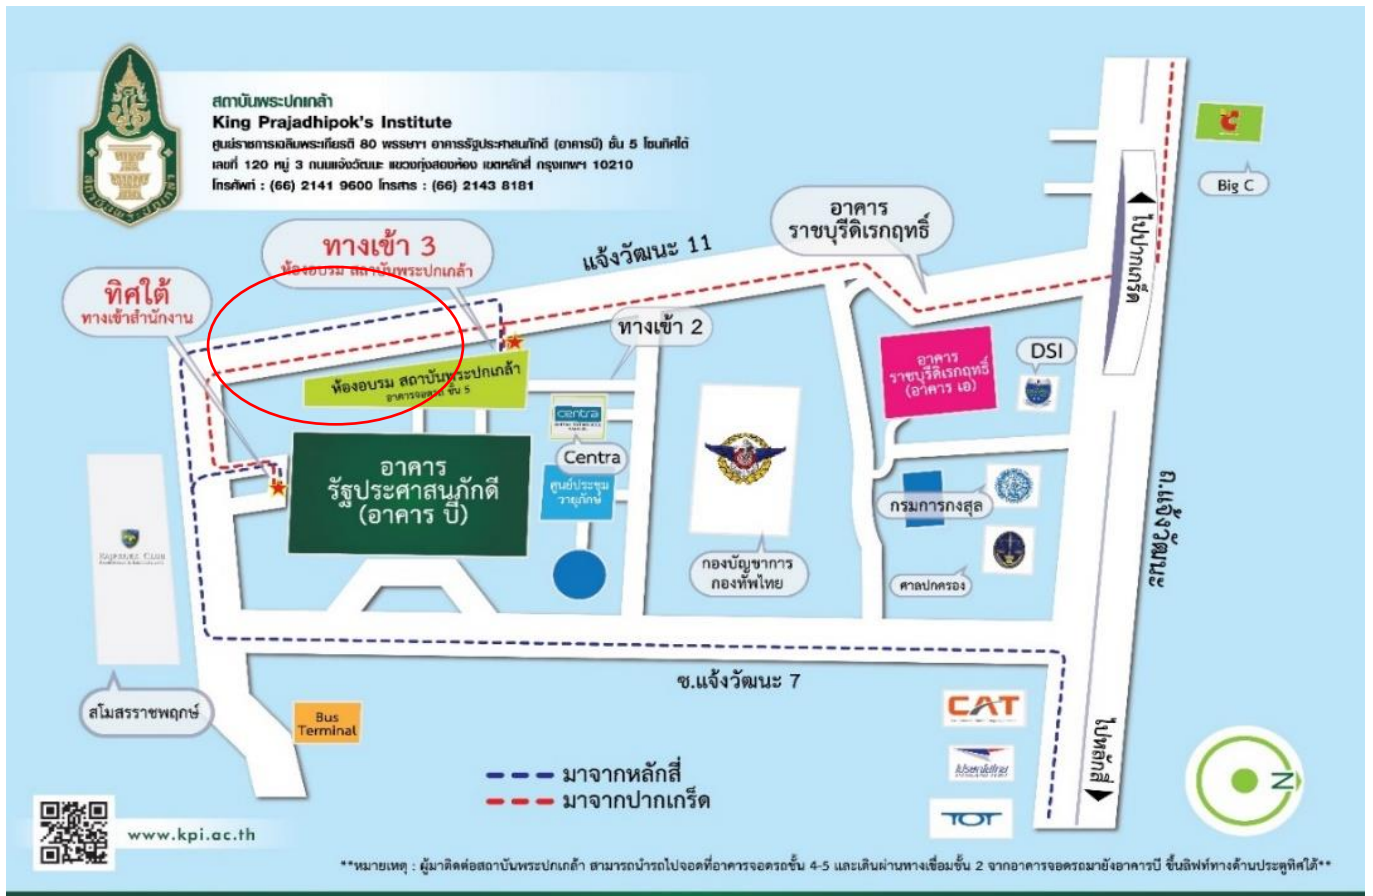 สถาบันพระปกเกล้า
King Prajadhipok's Institute
ศูนย์ราชการเฉลิมพระเกียรติ 80 พรรษาฯ อาคารรัฐประศาสนภักดี (อาคารบี) ชั้น 5 โซนทิศใต้
เลขที่ 120 หมู่ 3 ถนนแจ้งวัฒนะ แขวงทุ่งสองห้อง เขตหลักสี่ กรุงเทพฯ 10210
โทรศัพท์ : (66) 2141 9600 โทรสาร : (66) 2143 8181
สถาบันพระปกเกล้า
Big C
อาคาร
ราชบุรีดิเรกฤทธิ์
ไปปากเกร็ด
แจ้งวัฒนะ 11
ทางเข้า 3
ห้องอบรม สถาบันพระปกเกล้า
ทิศใต้
ทางเข้าสำนักงาน
ทางเข้า 2
ห้องอบรม สถาบันพระปกเกล้า
อาคารจอดรถ ชั้น 5
อาคาร
ราชบุรีดิเรกฤทธิ์
(อาคาร เอ)
DSI
centra
Centra
อาคาร
รัฐประศาสนภักดี
(อาคาร บี)
ศูนย์ประชุม
วายุภักษ์
กรมการกงสุล
ถ.แจ้งวัฒนะ
กองบัญชาการ
กองทัพไทย
ศาลปกครอง
RAJPRUEK CLUB
สโมสรราชพฤกษ์
ซ.แจ้งวัฒนะ 7
Bus
Terminal
CAT
ไปรษณีย์ไทย
TOT
ไปหลักสี่
N
มาจากหลักสี่
มาจากปากเกร็ด
www.kpi.ac.th
**หมายเหตุ : ผู้มาติดต่อสถาบันพระปกเกล้า สามารถนำรถไปจอดที่อาคารจอดรถชั้น 4-5 และเดินผ่านทางเชื่อมชั้น 2 จากอาคารจอดรถมายังอาคารบี ขึ้นลิฟท์ทางด้านประตูทิศใต้**